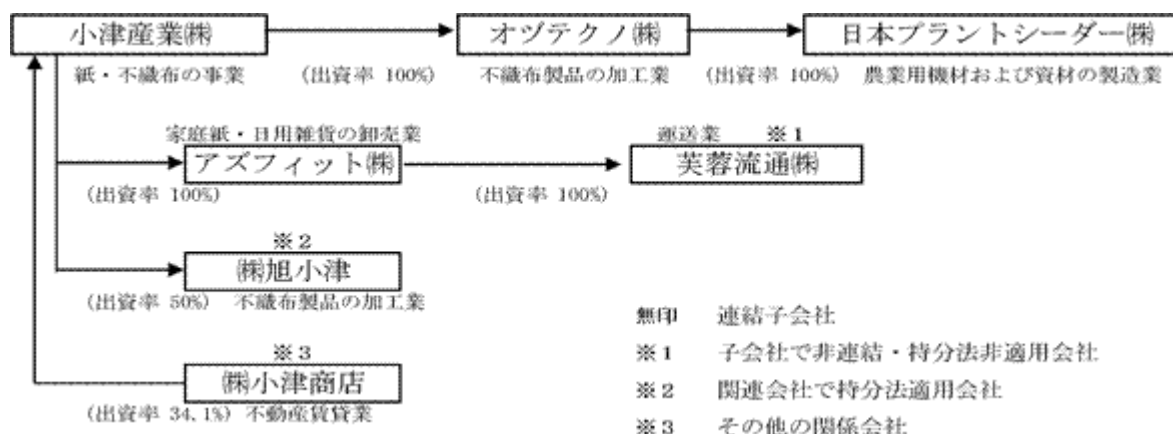 小津産業㈱ オヅテクノ㈱ 日本プラントシーダー㈱
紙・不織布の事業 (出資率 100%) 不織布製品の加工業 (出資率 100%) 農業用機材および資材の製造業
家庭紙・日用雑貨の卸売業 運送業 ※1
アズフィット㈱ 芙蓉流通㈱
(出資率 100%) (出資率 100%)
※2
㈱旭小津
(出資率 50%) 不織布製品の加工業
無印 連結子会社
※3
※1 子会社で非連結・持分法非適用会社
㈱小津商店
※2 関連会社で持分法適用会社
(出資率 34.1%) 不動産賃貸業
※3 その他の関係会社